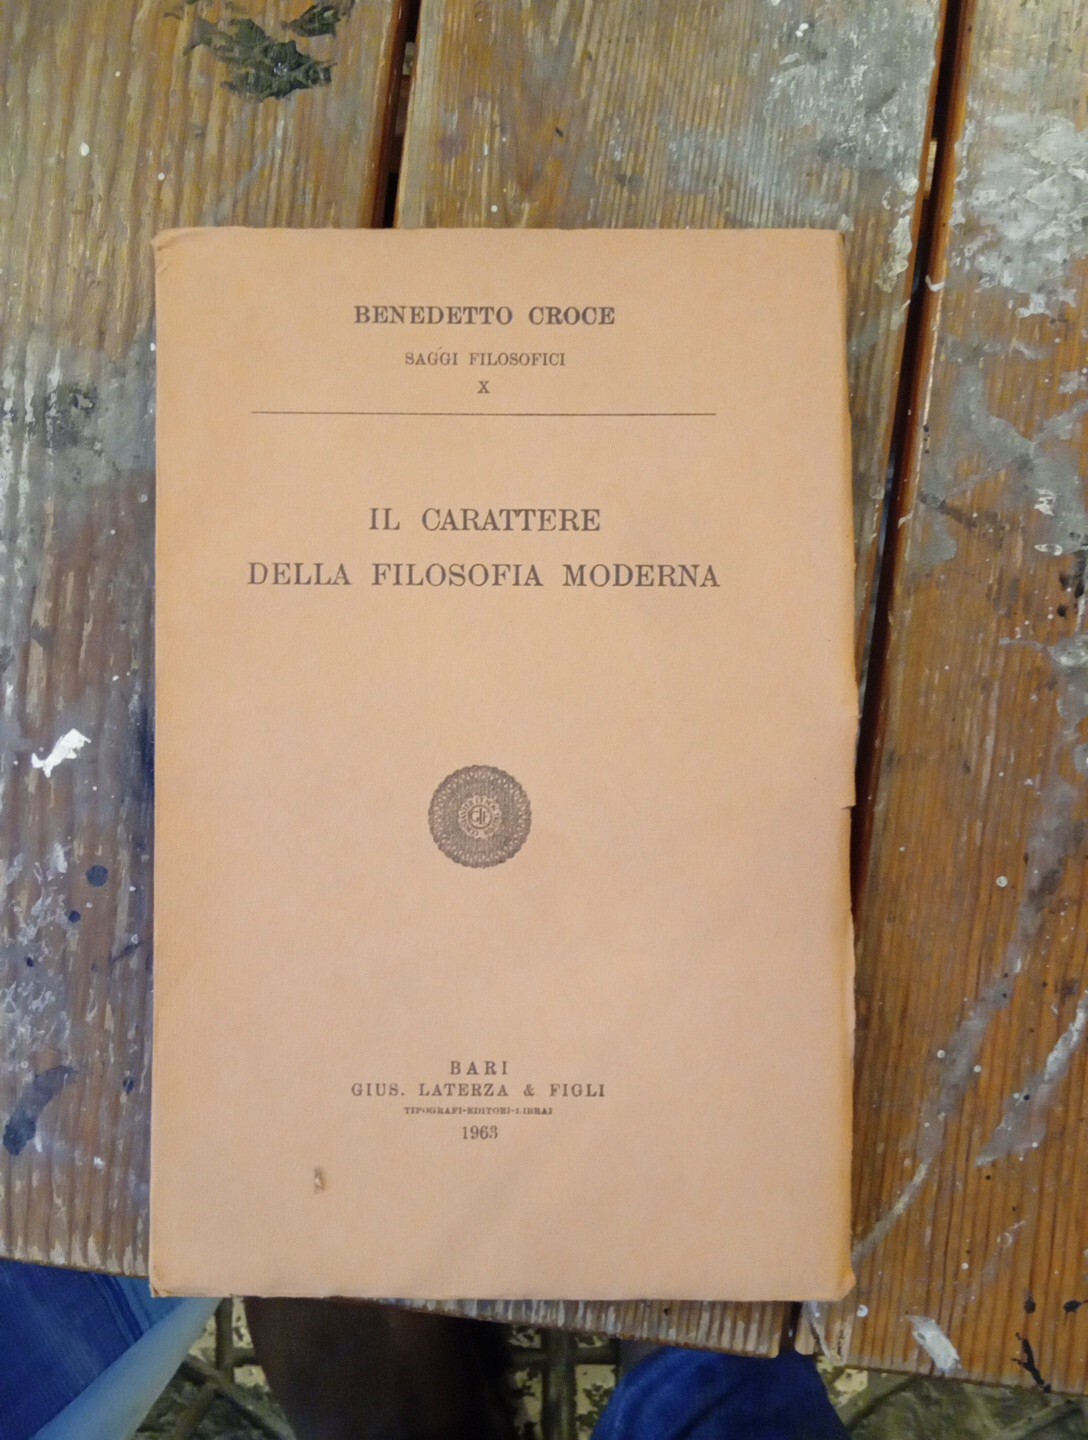 BENEDETTO CROCE
SAGGI FILOSOFICI
X
IL CARATTERE
DELLA FILOSOFIA MODERNA
BARI
GIUS. LATERZA & FIGLI
TIPOGRAFI-EDITORI-LIBRAI
1963